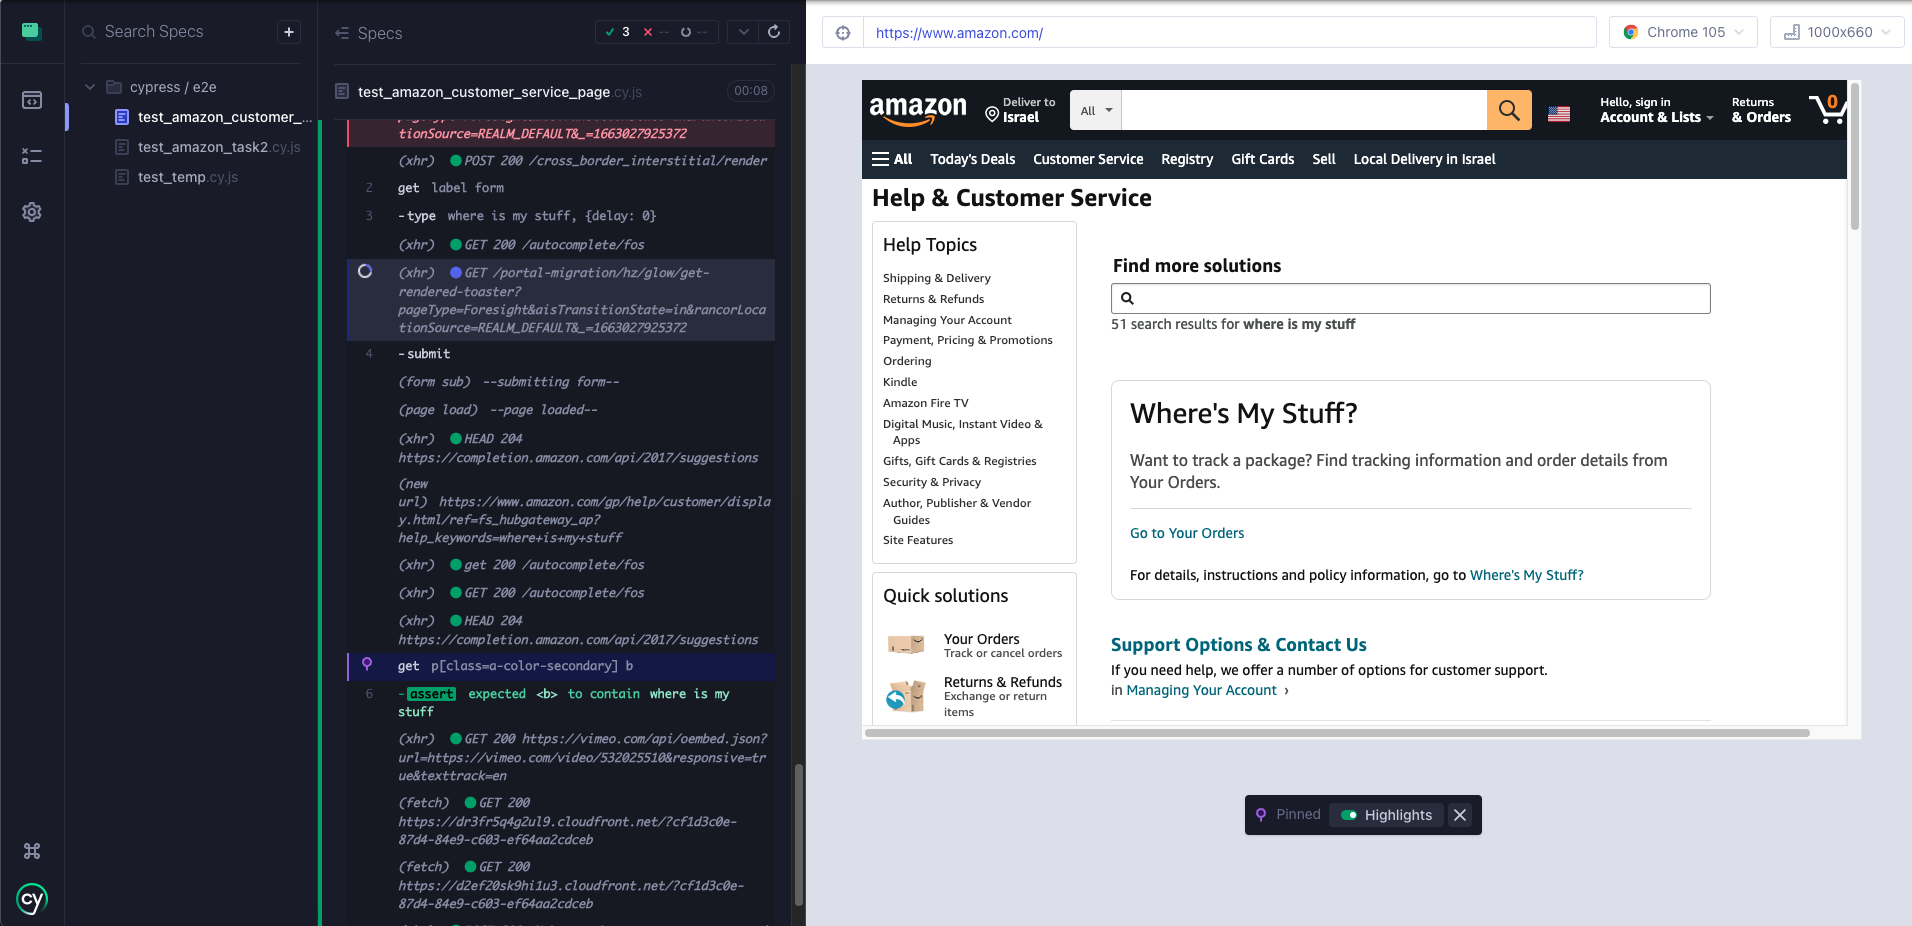 Search Specs
+
cypress / e2e
test_amazon_customer_...
test_amazon_task2.cy.js
test_temp.cy.js
cy
Specs
3
--
--
test_amazon_customer_service_page.cy.js
00:08
tionSource=REALM_DEFAULT&_=1663027925372
(xhr) POST 200 /cross_border_interstitial/render
2 get label form
3 -type where is my stuff, {delay: 0}
(xhr) GET 200 /autocomplete/fos
(xhr) GET /portal-migration/hz/glow/get-
rendered-toaster?
pageType=Foresight&aisTransitionState=in&rancorLoca
tionSource=REALM_DEFAULT&_=1663027925372
4 -submit
(form sub) --submitting form--
(page load) --page loaded--
(xhr) HEAD 204
https://completion.amazon.com/api/2017/suggestions
(new
url) https://www.amazon.com/gp/help/customer/displa
y.html/ref=fs_hubgateway_ap?
help_keywords=where+is+my+stuff
(xhr) get 200 /autocomplete/fos
(xhr) GET 200 /autocomplete/fos
(xhr) HEAD 204
https://completion.amazon.com/api/2017/suggestions
get p[class=a-color-secondary] b
6 -assert expected <b> to contain where is my
stuff
(xhr) GET 200 https://vimeo.com/api/oembed.json?
url=https://vimeo.com/video/532025510&responsive=tr
ue&texttrack=en
(fetch) GET 200
https://dr3fr5q4g2ul9.cloudfront.net/?cf1d3c0e-
87d4-84e9-c603-ef64aa2cdceb
(fetch) GET 200
https://d2ef20sk9hi1u3.cloudfront.net/?cf1d3c0e-
87d4-84e9-c603-ef64aa2cdceb
https://www.amazon.com/
Chrome 105
1000x660
amazon
Deliver to
Israel
All
Hello, sign in
Account & Lists
Returns
& Orders
0
All
Today's Deals
Customer Service
Registry
Gift Cards
Sell
Local Delivery in Israel
Help & Customer Service
Help Topics
Shipping & Delivery
Returns & Refunds
Managing Your Account
Payment, Pricing & Promotions
Ordering
Kindle
Amazon Fire TV
Digital Music, Instant Video &
Apps
Gifts, Gift Cards & Registries
Security & Privacy
Author, Publisher & Vendor
Guides
Site Features
Quick solutions
Your Orders
Track or cancel orders
Returns & Refunds
Exchange or return
items
Find more solutions
51 search results for where is my stuff
Where's My Stuff?
Want to track a package? Find tracking information and order details from
Your Orders.
Go to Your Orders
For details, instructions and policy information, go to Where's My Stuff?
Support Options & Contact Us
If you need help, we offer a number of options for customer support.
in Managing Your Account ›
Pinned
Highlights